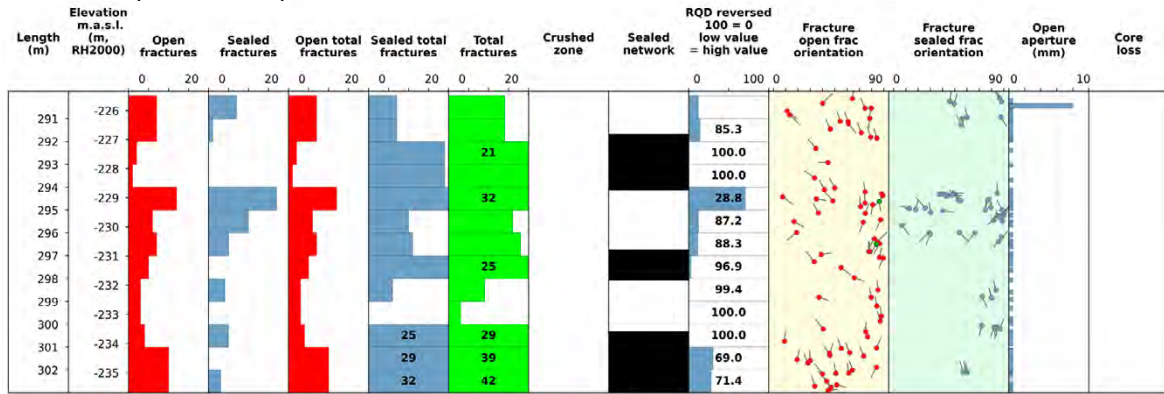 Length (m)
Elevation m.a.s.l. (m, RH2000)
Open fractures
Sealed fractures
Open total fractures
Sealed total fractures
Total fractures
Crushed zone
Sealed network
RQD reversed 100 = 0 low value = high value
Fracture open frac orientation
Fracture sealed frac orientation
Open aperture (mm)
Core loss
0 20 0 20 0 20 0 20 0 20 0 100 0 90 0 90 0 10
-226
291
85.3
-227
292
21 100.0
293
-228
100.0
294
-229 32 28.8
295
87.2
-230
296
88.3
-231
297
25 96.9
298
-232
99.4
299
-233
100.0
300
25 29 100.0
-234
301
29 39 69.0
302
-235
32 42 71.4